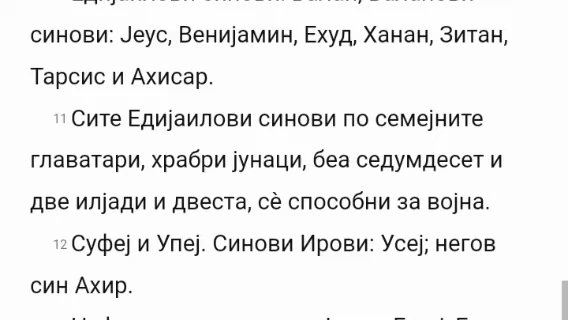 синови: Јеус, Венијамин, Ехуд, Ханан, Зитан,
Тарсис и Ахисар.
11 Сите Едијаилови синови по семејните
главатари, храбри јунаци, беа седумдесет и
две илјади и двеста, сѐ способни за војна.
12 Суфеј и Упеј. Синови Ирови: Усеј; негов
син Ахир.